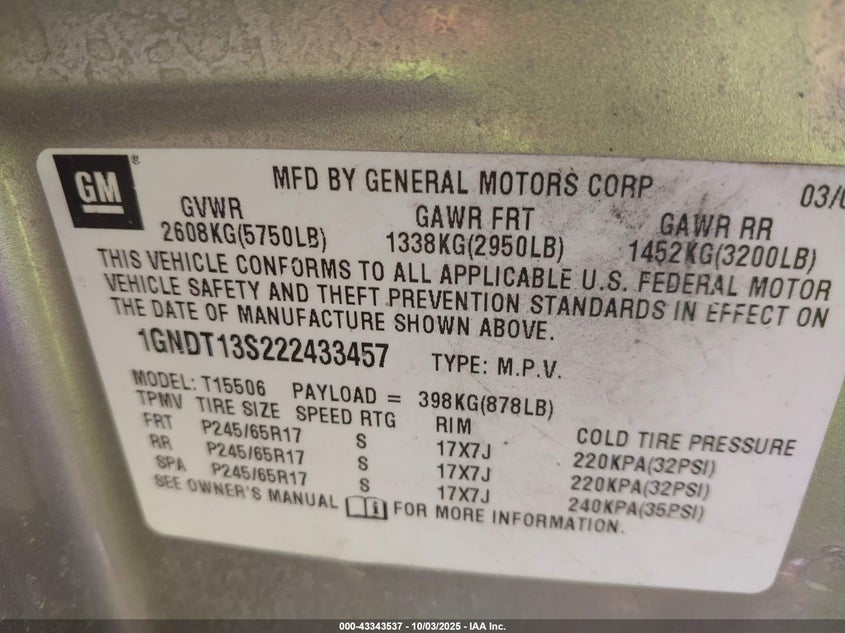 GM ®
MFD BY GENERAL MOTORS CORP
GVWR GAWR FRT GAWR RR
2608KG(5750LB) 1338KG(2950LB) 1452KG(3200LB)
THIS VEHICLE CONFORMS TO ALL APPLICABLE U.S. FEDERAL MOTOR
VEHICLE SAFETY AND THEFT PREVENTION STANDARDS IN EFFECT ON
THE DATE OF MANUFACTURE SHOWN ABOVE.
1GNDT13S222433457 TYPE: M.P.V.
MODEL: T15506 PAYLOAD = 398KG(878LB)
TPMV TIRE SIZE SPEED RTG RIM COLD TIRE PRESSURE
FRT P245/65R17 S 17X7J 220KPA(32PSI)
RR P245/65R17 S 17X7J 220KPA(32PSI)
SPA P245/65R17 S 17X7J 240KPA(35PSI)
SEE OWNER'S MANUAL FOR MORE INFORMATION.
000-43343537 - 10/03/2025 - IAA Inc.